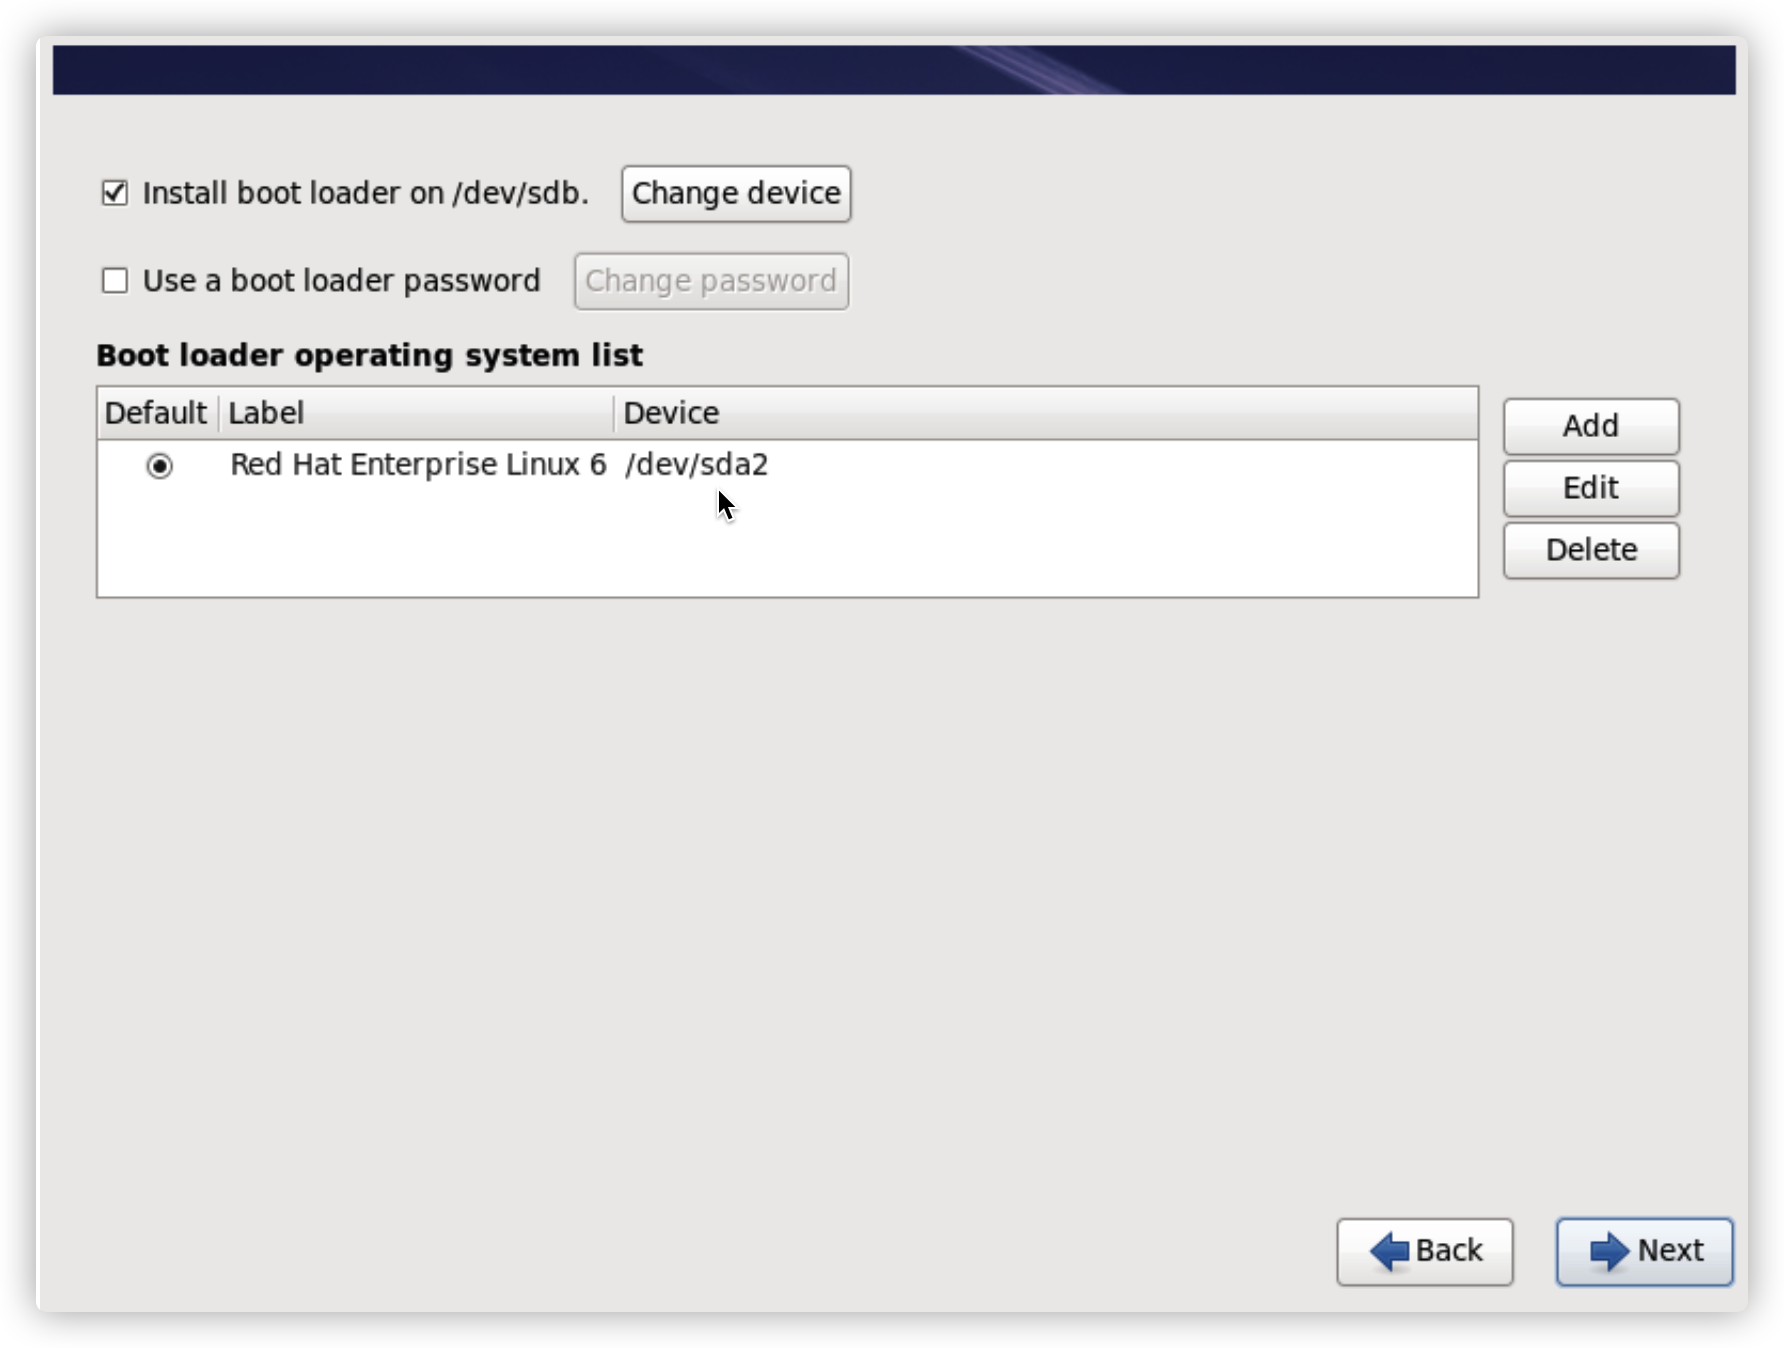 Install boot loader on /dev/sdb. Change device
Use a boot loader password Change password
Boot loader operating system list
Default Label Device
Red Hat Enterprise Linux 6 /dev/sda2
Add
Edit
Delete
Back Next